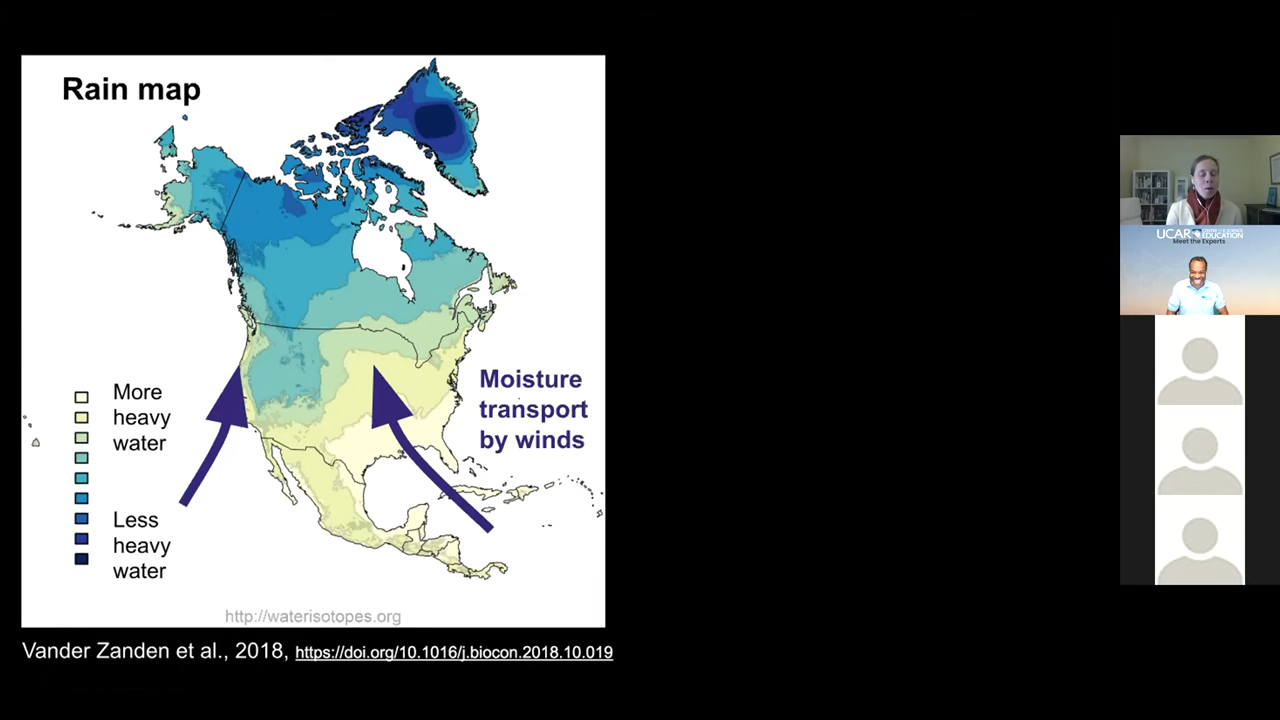 Rain map
More
heavy
water
Less
heavy
water
Moisture
transport
by winds
http://waterisotopes.org
Vander Zanden et al., 2018, https://doi.org/10.1016/j.biocon.2018.10.019
UCAR
EDUCATION
Meet the Experts